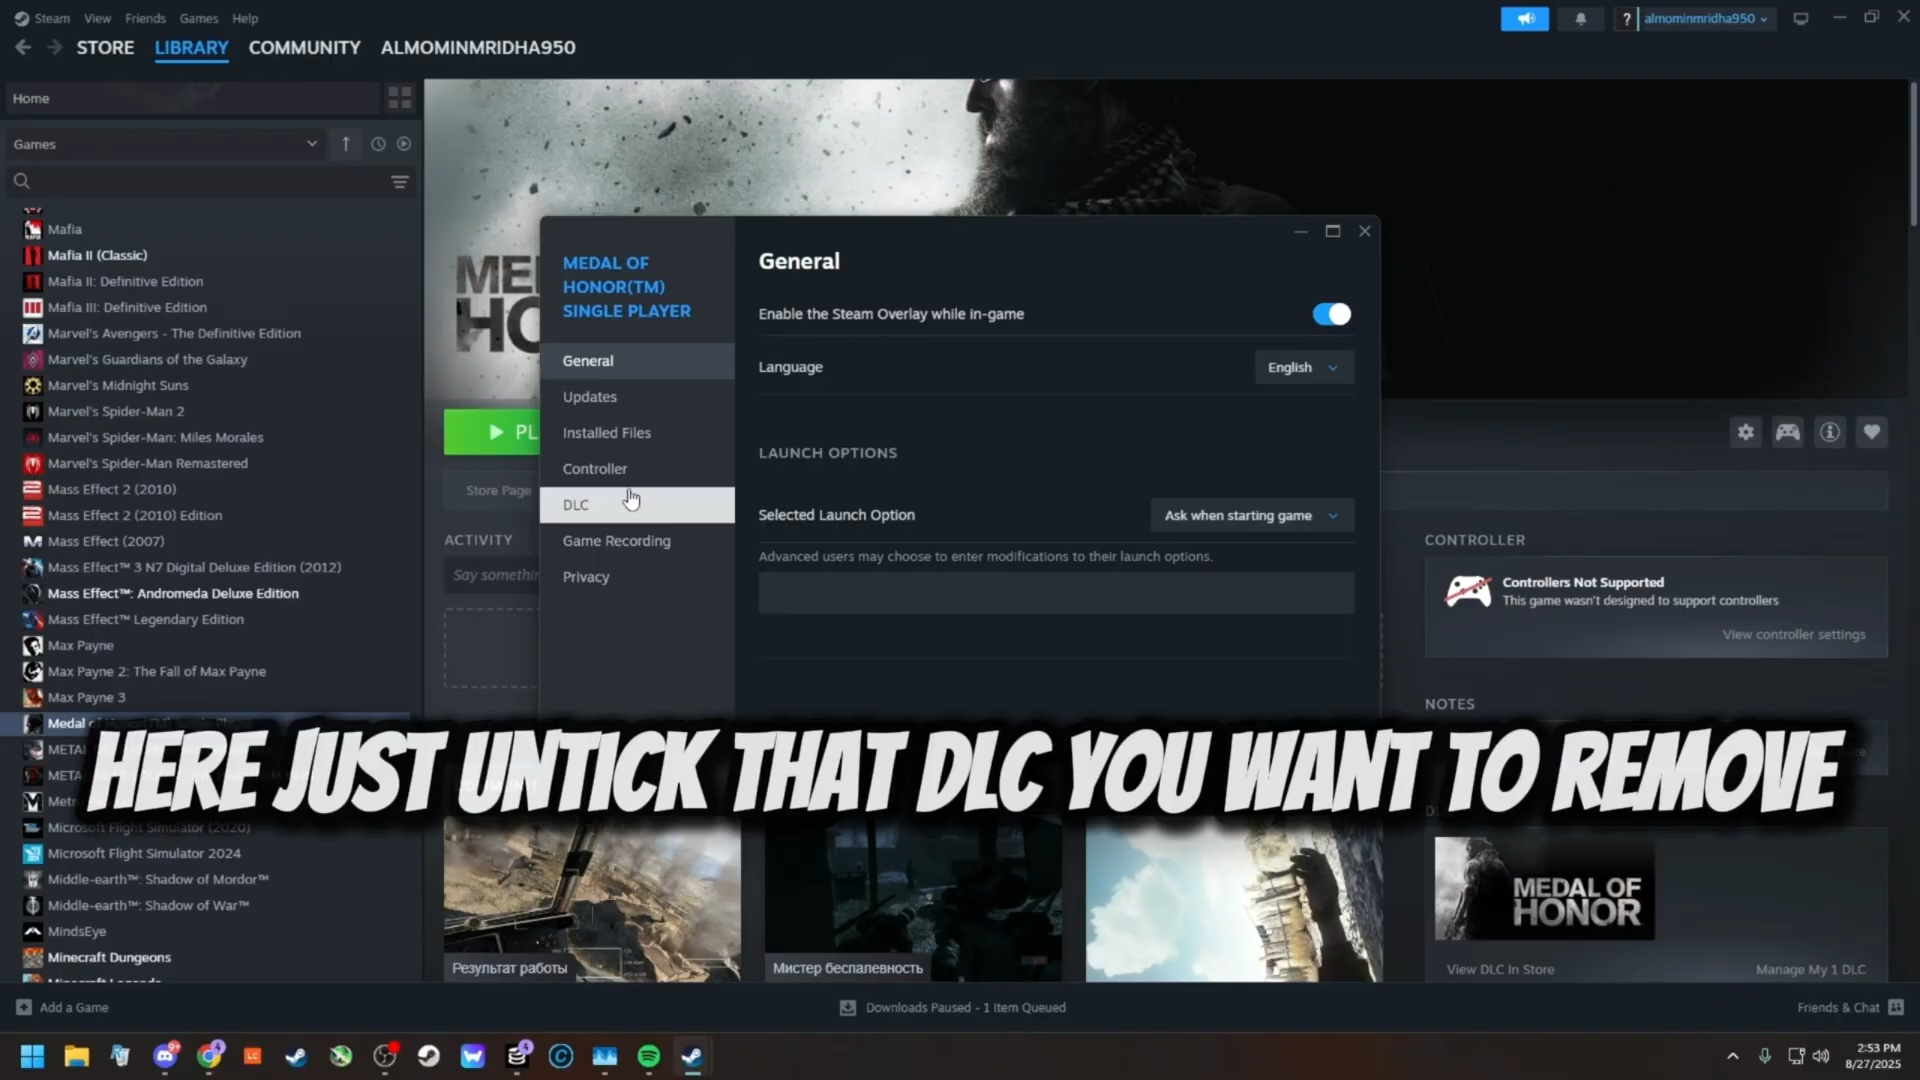 Steam View Friends Games Help
? almominmridha950
STORE LIBRARY COMMUNITY ALMOMINMRIDHA950
Home
Games
Mafia
Mafia II (Classic)
Mafia II: Definitive Edition
Mafia III: Definitive Edition
Marvel's Avengers - The Definitive Edition
Marvel's Guardians of the Galaxy
Marvel's Midnight Suns
Marvel's Spider-Man 2
Marvel's Spider-Man: Miles Morales
Marvel's Spider-Man Remastered
Mass Effect 2 (2010)
Mass Effect 2 (2010) Edition
Mass Effect (2007)
Mass Effect™ 3 N7 Digital Deluxe Edition (2012)
Mass Effect™: Andromeda Deluxe Edition
Mass Effect™ Legendary Edition
Max Payne
Max Payne 2: The Fall of Max Payne
Max Payne 3
Medal
METAL
Microsoft Flight Simulator (2020)
Microsoft Flight Simulator 2024
Middle-earth™: Shadow of Mordor™
Middle-earth™: Shadow of War™
MindsEye
Minecraft Dungeons
Minecraft Legends
Add a Game
ME
HO
PL
Store Page
ACTIVITY
Say somethin
MEDAL OF
HONOR(TM)
SINGLE PLAYER
General
Updates
Installed Files
Controller
DLC
Game Recording
Privacy
General
Enable the Steam Overlay while in-game
Language English
LAUNCH OPTIONS
Selected Launch Option Ask when starting game
Advanced users may choose to enter modifications to their launch options.
CONTROLLER
Controllers Not Supported
This game wasn't designed to support controllers
View controller settings
NOTES
HERE JUST UNTICK THAT DLC YOU WANT TO REMOVE
Результат работы
Мистер беспалевность
MEDAL OF
HONOR
View DLC In Store Manage My 1 DLC
Downloads Paused - 1 Item Queued
Friends & Chat
9+ 4 LC 4
2:53 PM
8/27/2025